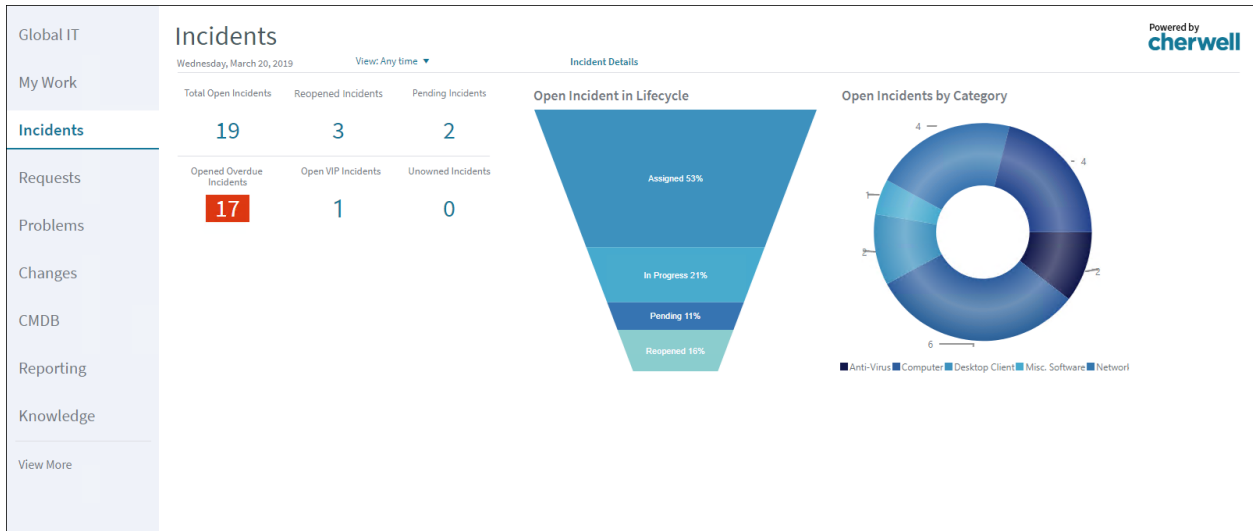 Global IT
My Work
Incidents
Requests
Problems
Changes
CMDB
Reporting
Knowledge
View More
Incidents
Powered by
cherwell
Wednesday, March 20, 2019
View: Any time
Incident Details
Total Open Incidents
Reopened Incidents
Pending Incidents
19
3
2
Opened Overdue
Incidents
Open VIP Incidents
Unowned Incidents
17
1
0
Open Incident in Lifecycle
Assigned 53%
In Progress 21%
Pending 11%
Reopened 16%
Open Incidents by Category
4
4
1
2
2
6
Anti-Virus Computer Desktop Client Misc. Software Network